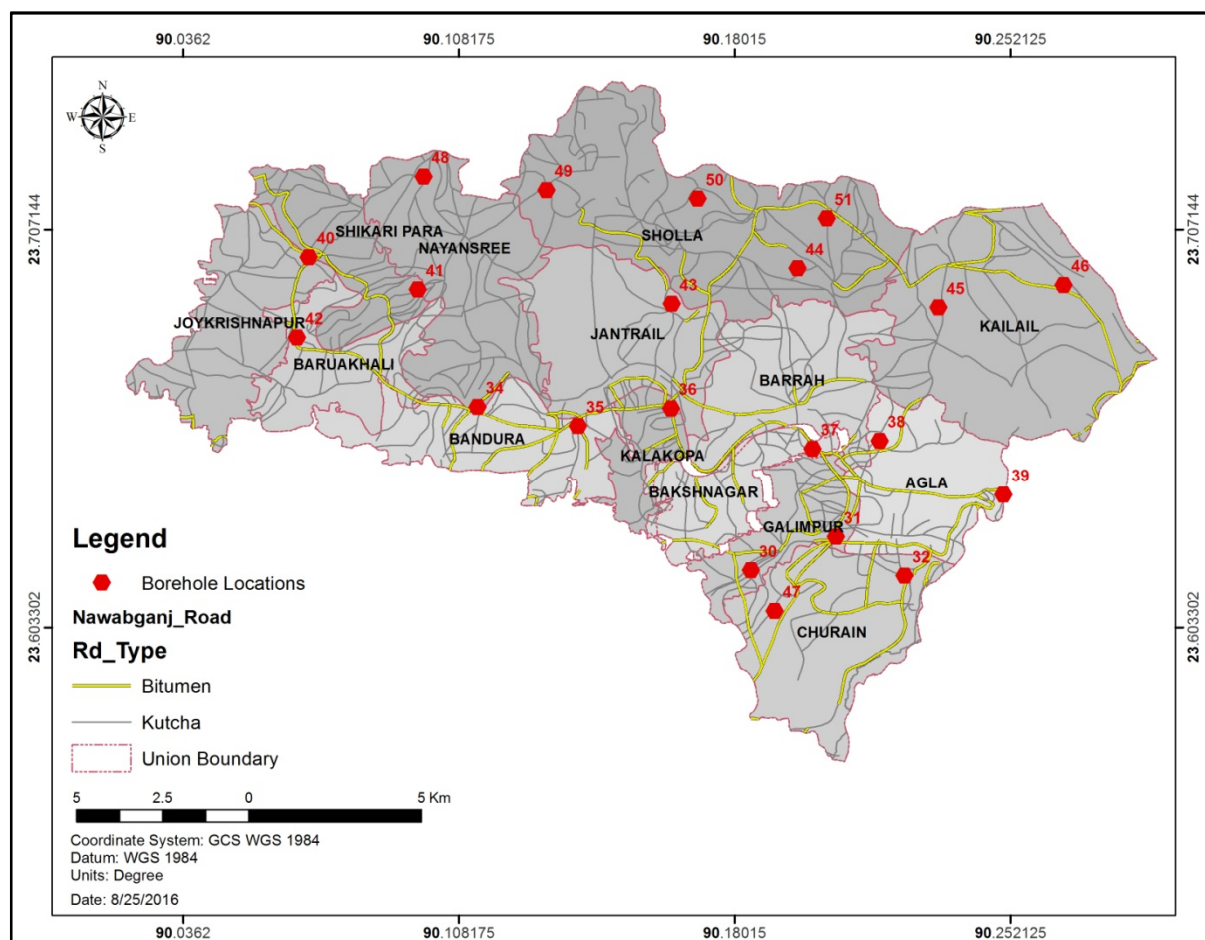 90.0362 90.108175 90.18015 90.252125
N
W E
S
48
49
50
51
23.707144
23.707144
SHIKARI PARA
SHOLLA
40
NAYANSREE
44
41
46
43
45
JOYKRISHNAPUR
42
JANTRAIL
KAILAIL
BARUAKHALI
BARRAH
34
36
35
38
37
BANDURA
KALAKOPA
AGLA
39
BAKSHNAGAR
31
GALIMPUR
30
32
47
CHURAIN
23.603302
23.603302
Legend
Borehole Locations
Nawabganj_Road
Rd_Type
Bitumen
Kutcha
Union Boundary
5 2.5 0 5 Km
Coordinate System: GCS WGS 1984
Datum: WGS 1984
Units: Degree
Date: 8/25/2016
90.0362 90.108175 90.18015 90.252125